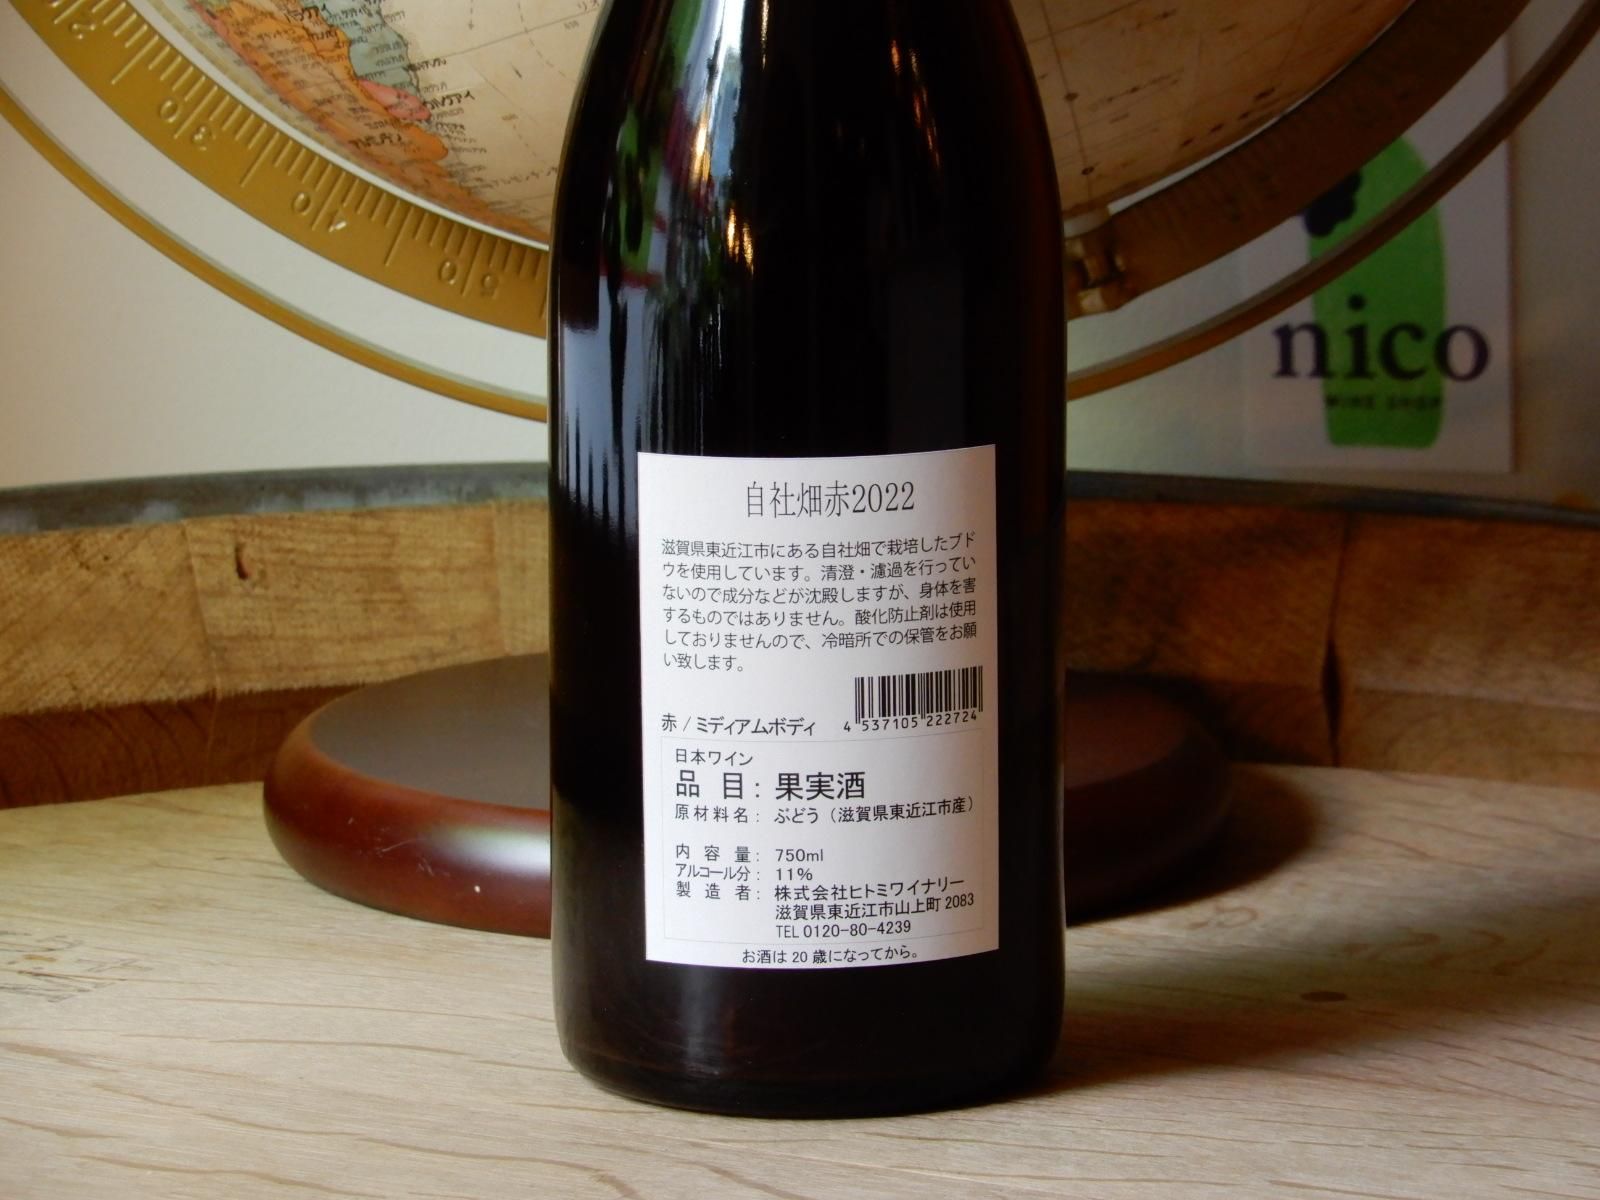 nico
WINE SHOP
自社畑赤2022
滋賀県東近江市にある自社畑で栽培したブド
ウを使用しています。清澄・濾過を行ってい
ないので成分などが沈殿しますが、身体を害
するものではありません。酸化防止剤は使用
しておりませんので、冷暗所での保管をお願
い致します。
赤 / ミディアムボディ
4 537105 222724
日本ワイン
品 目： 果実酒
原材料名： ぶどう（滋賀県東近江市産）
内 容 量： 750ml
アルコール分： 11%
製 造 者： 株式会社ヒトミワイナリー
滋賀県東近江市山上町 2083
TEL 0120-80-4239
お酒は 20 歳になってから。